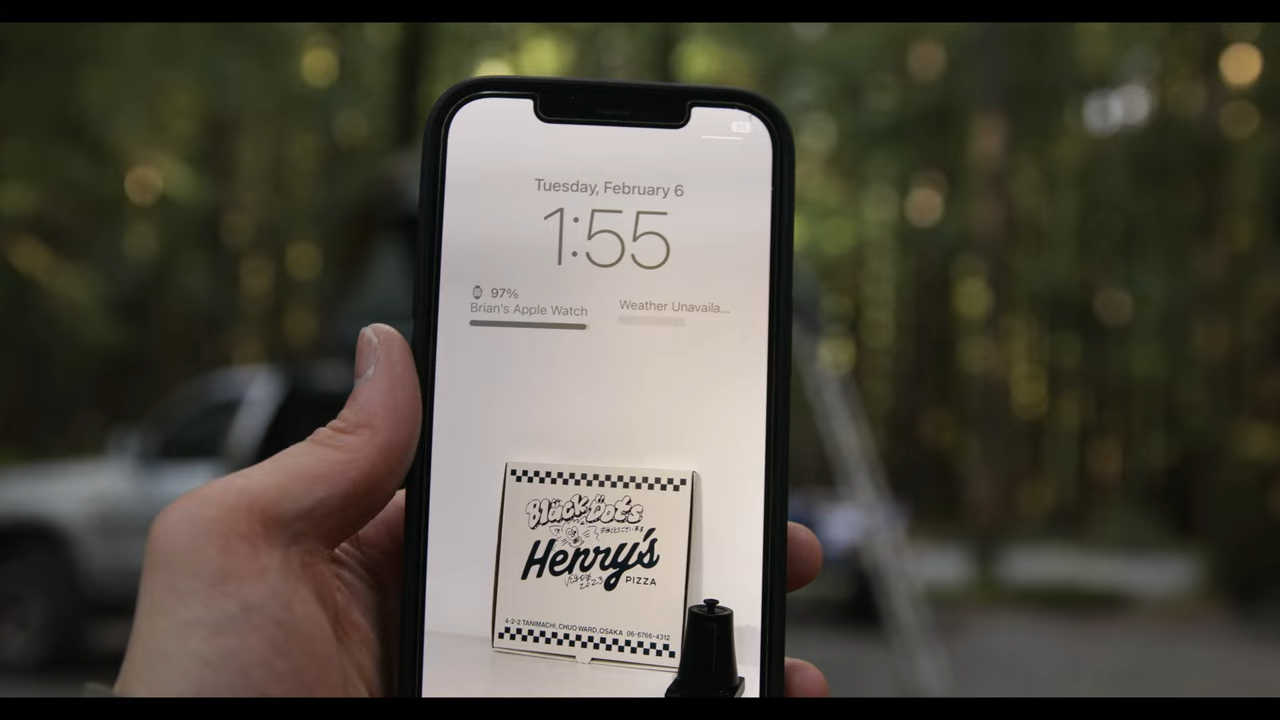 Tuesday, February 6
1:55
97%
Brian's Apple Watch
Weather Unavaila...
Black Dots
Henry's
PIZZA
2023
4-2-2 TANIMACHI, CHUO WARD, OSAKA 06-6766-4312